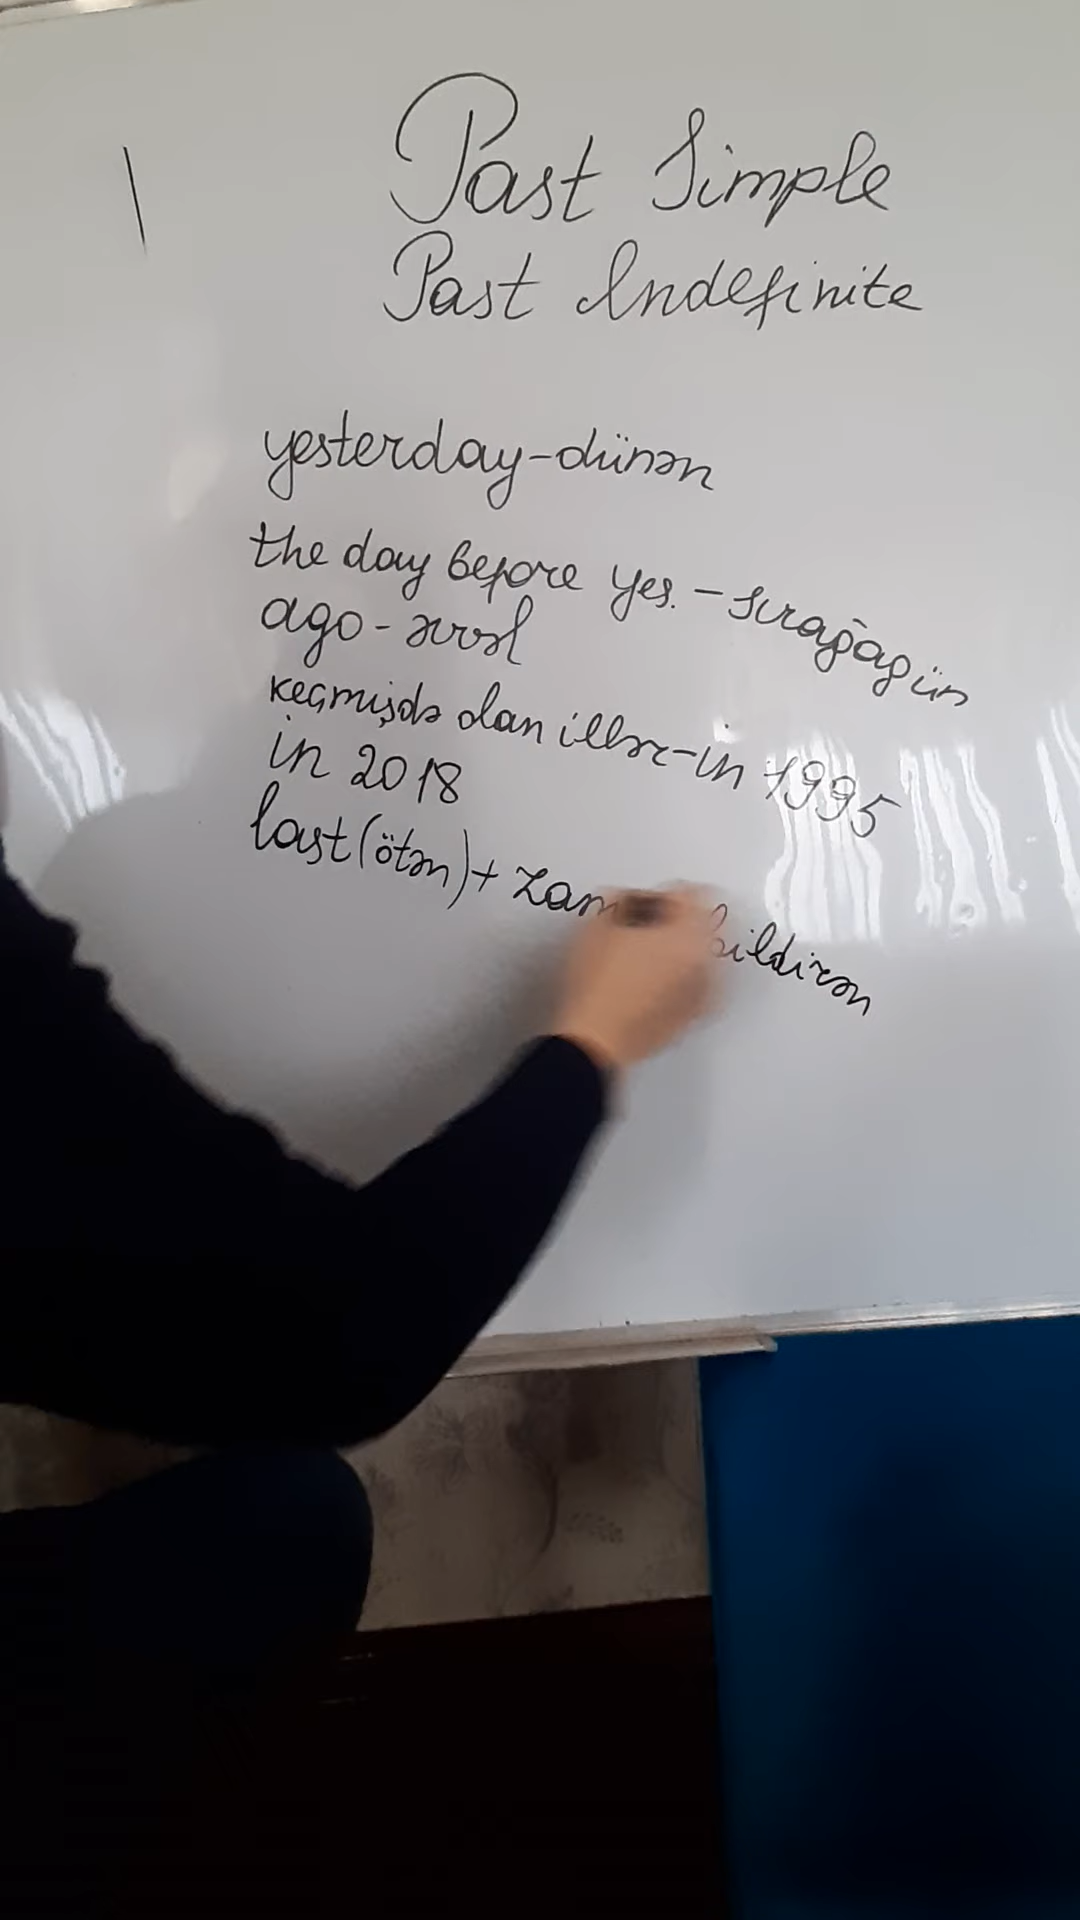 Past Simple
Past Indefinite
yesterday-dünən
the day before yes. - sırağagün
ago - əvvəl
keçmişdə olan illər-in 1995
in 2018
last (ötən) + bildirən